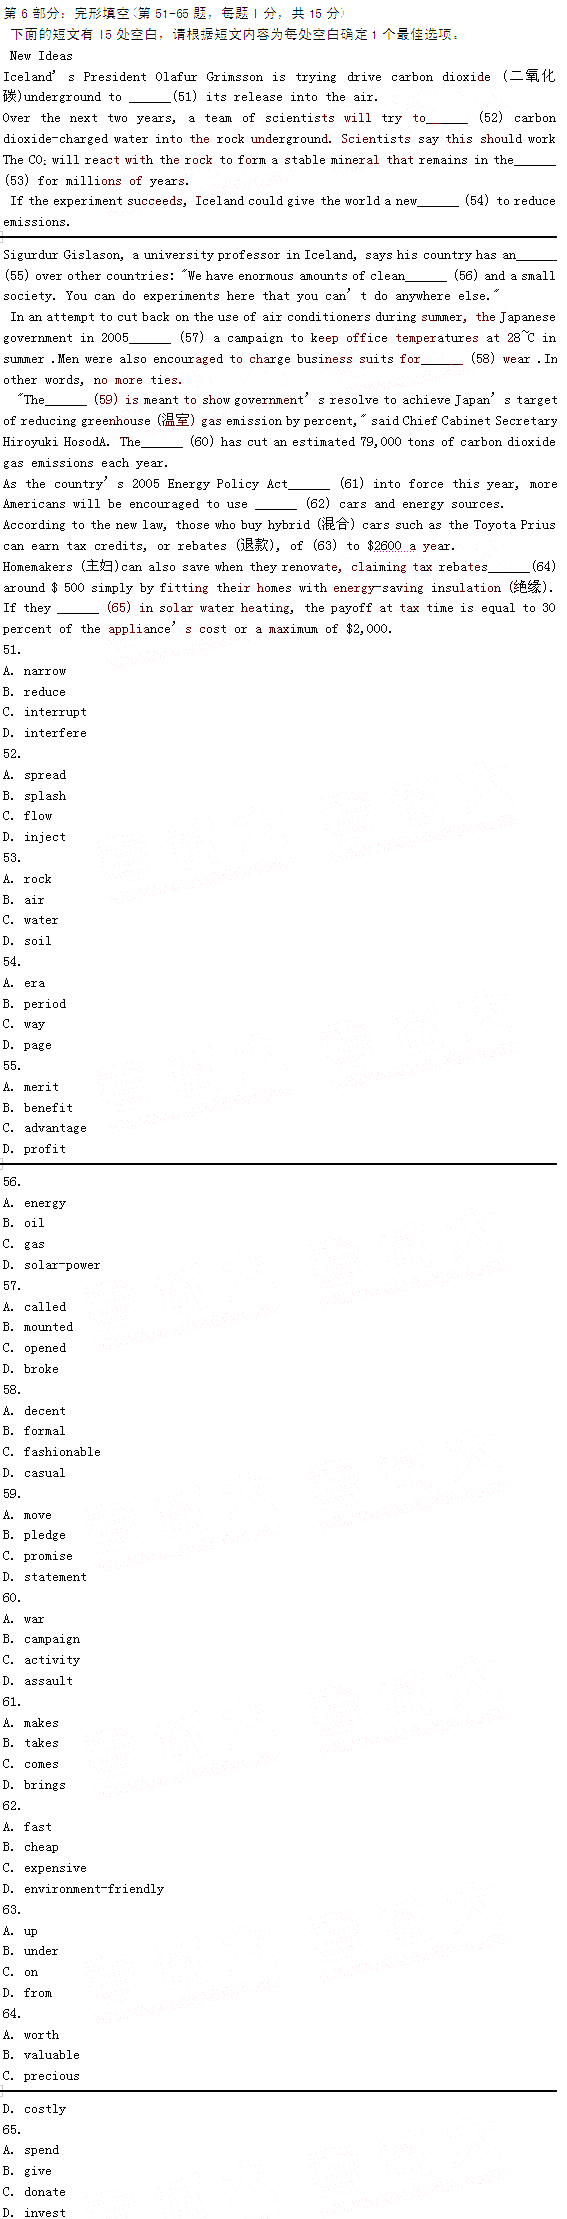 第 6 部分：完形填空(第 51-65 题，每题 l 分，共 15 分)
下面的短文有 l5 处空白，请根据短文内容为每处空白确定 1 个最佳选项。
New Ideas
Iceland’s President Olafur Grimsson is trying drive carbon dioxide (二氧化
碳)underground to ______(51) its release into the air.
Over the next two years, a team of scientists will try to______ (52) carbon
dioxide-charged water into the rock underground. Scientists say this should work
The CO₂ will react with the rock to form a stable mineral that remains in the______
(53) for millions of years.
If the experiment succeeds, Iceland could give the world a new______ (54) to reduce
emissions.
Sigurdur Gislason, a university professor in Iceland, says his country has an______
(55) over other countries: "We have enormous amounts of clean______ (56) and a small
society. You can do experiments here that you can’t do anywhere else."
In an attempt to cut back on the use of air conditioners during summer, the Japanese
government in 2005______ (57) a campaign to keep office temperatures at 28~C in
summer .Men were also encouraged to charge business suits for______ (58) wear .In
other words, no more ties.
"The______ (59) is meant to show government’s resolve to achieve Japan’s target
of reducing greenhouse (温室) gas emission by percent," said Chief Cabinet Secretary
Hiroyuki HosodA. The______ (60) has cut an estimated 79,000 tons of carbon dioxide
gas emissions each year.
As the country’s 2005 Energy Policy Act______ (61) into force this year, more
Americans will be encouraged to use ______ (62) cars and energy sources.
According to the new law, those who buy hybrid (混合) cars such as the Toyota Prius
can earn tax credits, or rebates (退款), of (63) to $2600 a year.
Homemakers (主妇)can also save when they renovate, claiming tax rebates______(64)
around $ 500 simply by fitting their homes with energy-saving insulation (绝缘).
If they ______ (65) in solar water heating, the payoff at tax time is equal to 30
percent of the appliance’s cost or a maximum of $2,000.
51.
A. narrow
B. reduce
C. interrupt
D. interfere
52.
A. spread
B. splash
C. flow
D. inject
53.
A. rock
B. air
C. water
D. soil
54.
A. era
B. period
C. way
D. page
55.
A. merit
B. benefit
C. advantage
D. profit
56.
A. energy
B. oil
C. gas
D. solar-power
57.
A. called
B. mounted
C. opened
D. broke
58.
A. decent
B. formal
C. fashionable
D. casual
59.
A. move
B. pledge
C. promise
D. statement
60.
A. war
B. campaign
C. activity
D. assault
61.
A. makes
B. takes
C. comes
D. brings
62.
A. fast
B. cheap
C. expensive
D. environment-friendly
63.
A. up
B. under
C. on
D. from
64.
A. worth
B. valuable
C. precious
D. costly
65.
A. spend
B. give
C. donate
D. invest